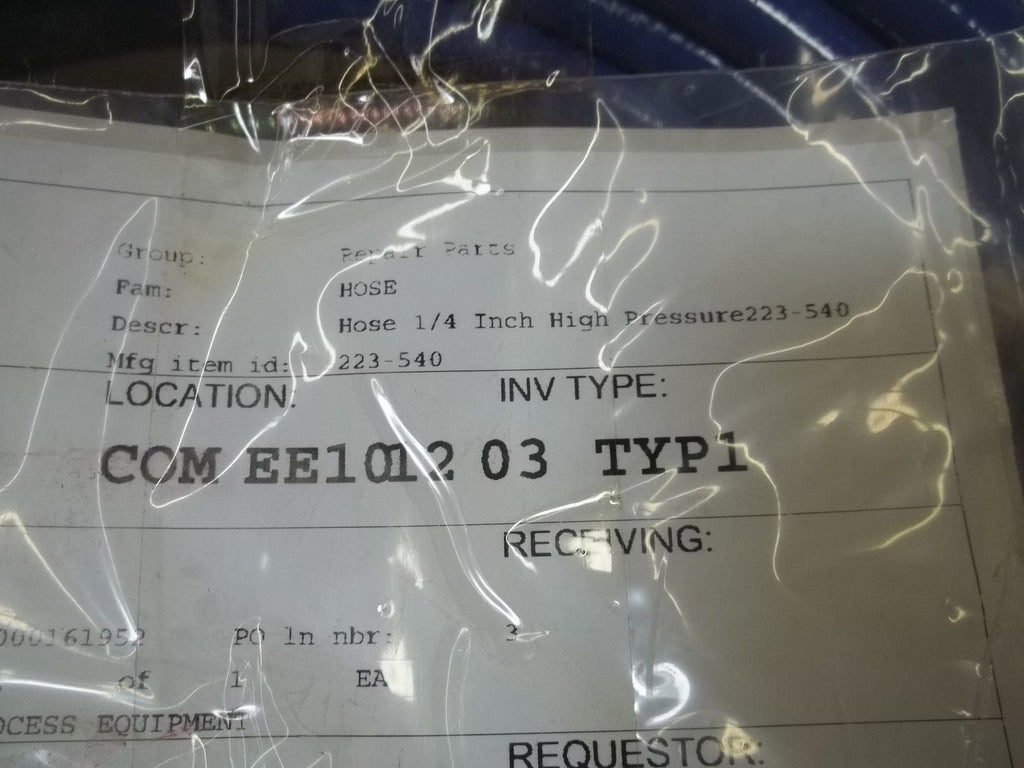 Group: Repair Parts
Fam: HOSE
Descr: Hose 1/4 Inch High Pressure223-540
Mfg item id: 223-540
LOCATION: INV TYPE:
COM EE1012 03 TYP1
RECEIVING:
000161952 PO ln nbr: 3
of 1 EA
OCESS EQUIPMENT
REQUESTOR: